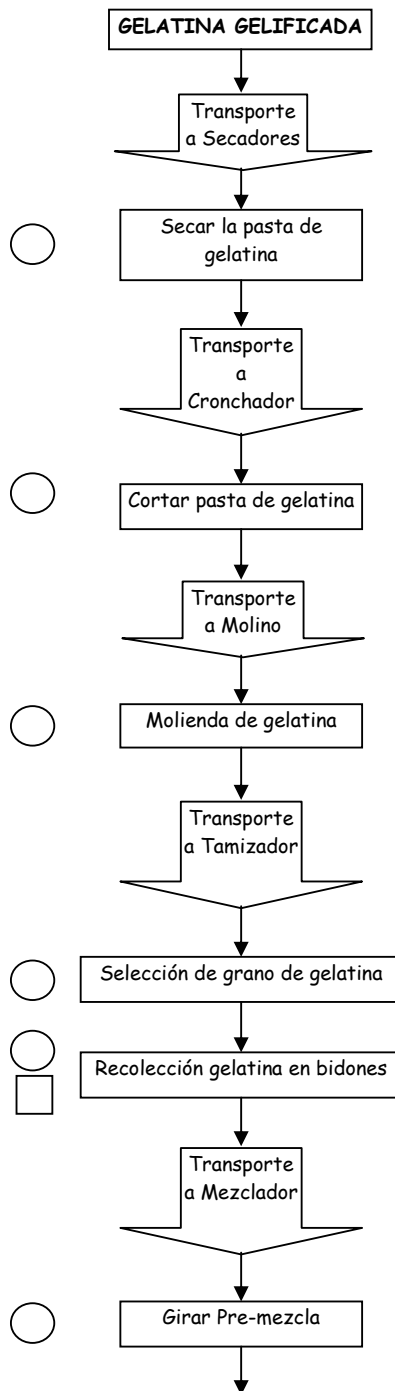 GELATINA GELIFICADA
Transporte
a Secadores
Secar la pasta de
gelatina
Transporte
a
Cronchador
Cortar pasta de gelatina
Transporte
a Molino
Molienda de gelatina
Transporte
a Tamizador
Selección de grano de gelatina
Recolección gelatina en bidones
Transporte
a Mezclador
Girar Pre-mezcla